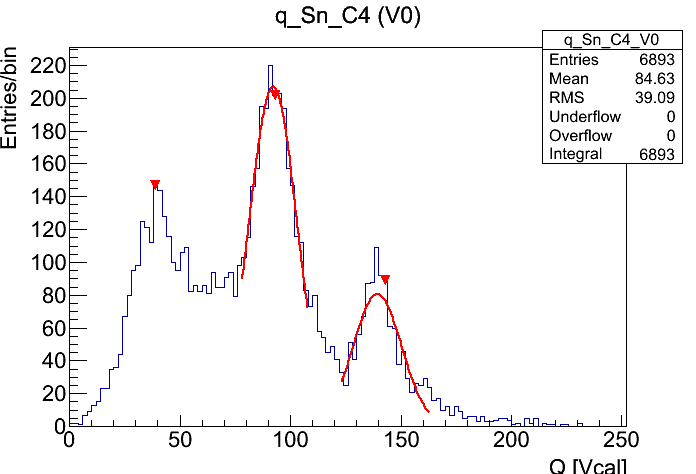 q_Sn_C4 (V0)
q_Sn_C4_V0
Entries 6893
Mean 84.63
RMS 39.09
Underflow 0
Overflow 0
Integral 6893
Entries/bin
220
200
180
160
140
120
100
80
60
40
20
0
0 50 100 150 200 250
Q [Vcal]